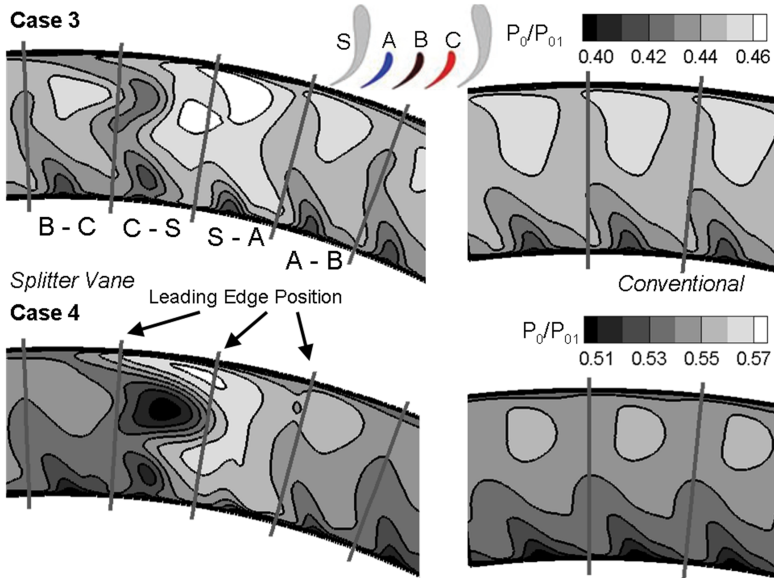 Case 3
S A B C
P0/P01
0.40 0.42 0.44 0.46
B - C C - S S - A A - B
Splitter Vane
Conventional
Case 4
Leading Edge Position
P0/P01
0.51 0.53 0.55 0.57